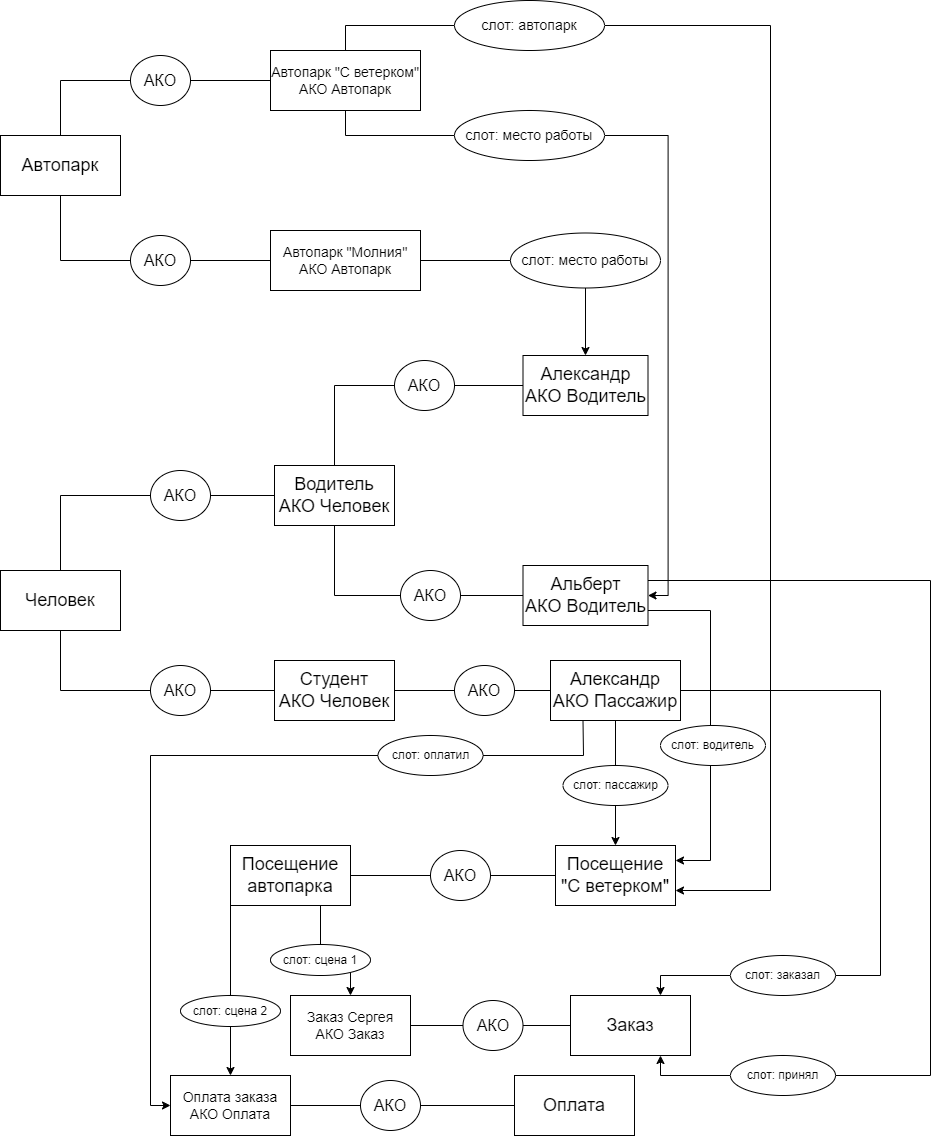 слот: автопарк
АКО
Автопарк "С ветерком"
АКО Автопарк
слот: место работы
Автопарк
АКО
Автопарк "Молния"
АКО Автопарк
слот: место работы
АКО
Александр
АКО Водитель
АКО
Водитель
АКО Человек
АКО
Альберт
АКО Водитель
Человек
АКО
Студент
АКО Человек
АКО
Александр
АКО Пассажир
слот: оплатил
слот: водитель
слот: пассажир
Посещение
автопарка
АКО
Посещение
"С ветерком"
слот: сцена 1
слот: заказал
слот: сцена 2
Заказ Сергея
АКО Заказ
АКО
Заказ
слот: принял
Оплата заказа
АКО Оплата
АКО
Оплата